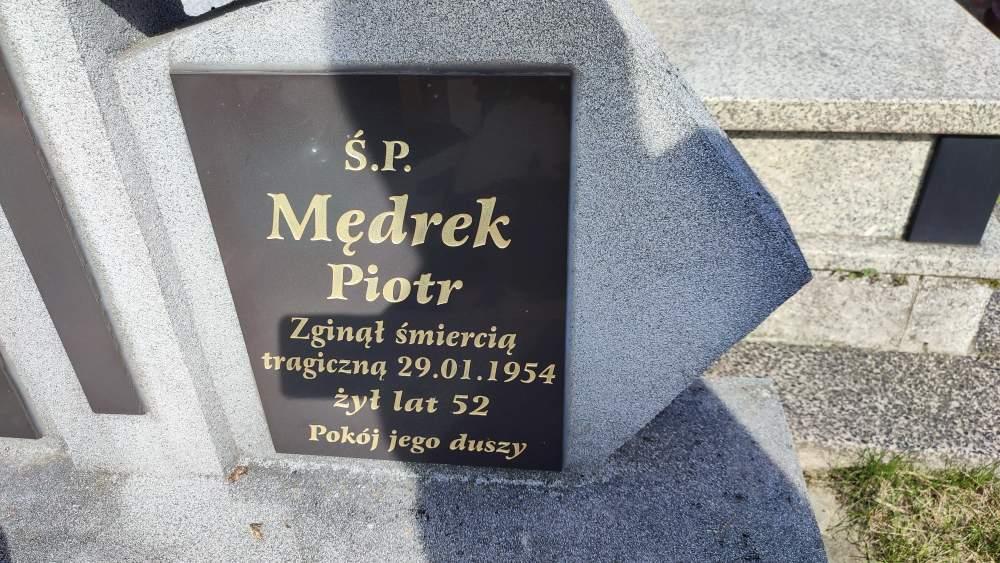 Ś.P.
Mędrek
Piotr
Zginął śmiercią
tragiczną 29.01.1954
żył lat 52
Pokój jego duszy